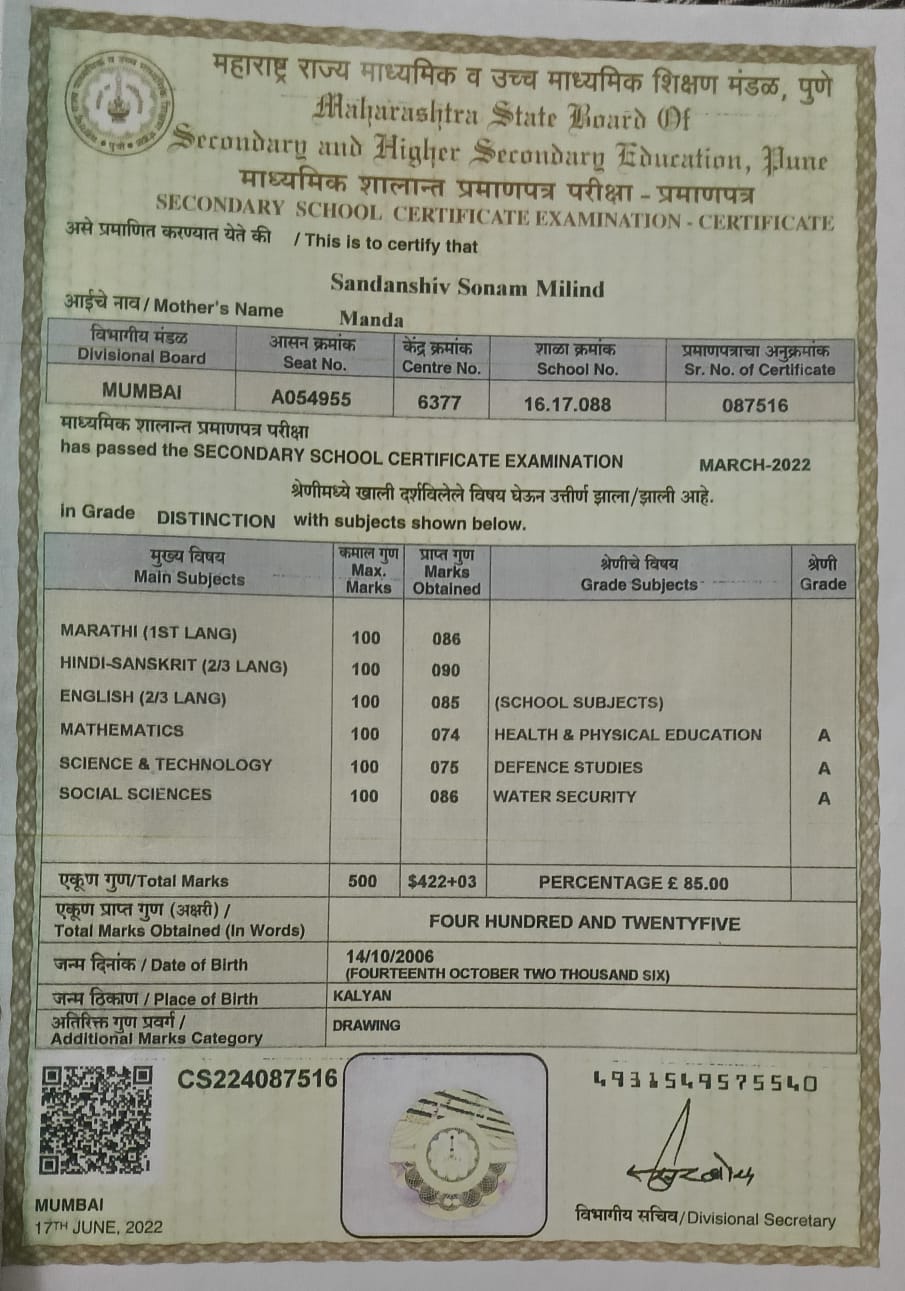 महाराष्ट्र राज्य माध्यमिक व उच्च माध्यमिक शिक्षण मंडळ, पुणे
Maharashtra State Board Of
Secondary and Higher Secondary Education, Pune
माध्यमिक शालान्त प्रमाणपत्र परीक्षा - प्रमाणपत्र
SECONDARY SCHOOL CERTIFICATE EXAMINATION - CERTIFICATE
असे प्रमाणित करण्यात येते की / This is to certify that
Sandanshiv Sonam Milind
आईचे नाव / Mother's Name Manda
विभागीय मंडळ आसन क्रमांक केंद्र क्रमांक शाळा क्रमांक प्रमाणपत्राचा अनुक्रमांक
Divisional Board Seat No. Centre No. School No. Sr. No. of Certificate
MUMBAI A054955 6377 16.17.088 087516
माध्यमिक शालान्त प्रमाणपत्र परीक्षा
has passed the SECONDARY SCHOOL CERTIFICATE EXAMINATION MARCH-2022
श्रेणीमध्ये खाली दर्शविलेले विषय घेऊन उत्तीर्ण झाला/झाली आहे.
in Grade DISTINCTION with subjects shown below.
मुख्य विषय कमाल गुण प्राप्त गुण श्रेणीचे विषय श्रेणी
Main Subjects Max. Marks Marks Obtained Grade Subjects Grade
MARATHI (1ST LANG) 100 086
HINDI-SANSKRIT (2/3 LANG) 100 090
ENGLISH (2/3 LANG) 100 085 (SCHOOL SUBJECTS)
MATHEMATICS 100 074 HEALTH & PHYSICAL EDUCATION A
SCIENCE & TECHNOLOGY 100 075 DEFENCE STUDIES A
SOCIAL SCIENCES 100 086 WATER SECURITY A
एकूण गुण/Total Marks 500 $422+03 PERCENTAGE £ 85.00
एकूण प्राप्त गुण (अक्षरी) /
Total Marks Obtained (In Words) FOUR HUNDRED AND TWENTYFIVE
जन्म दिनांक / Date of Birth 14/10/2006
(FOURTEENTH OCTOBER TWO THOUSAND SIX)
जन्म ठिकाण / Place of Birth KALYAN
अतिरिक्त गुण प्रवर्ग /
Additional Marks Category DRAWING
CS224087516
4931549575540
MUMBAI
17TH JUNE, 2022
विभागीय सचिव/Divisional Secretary